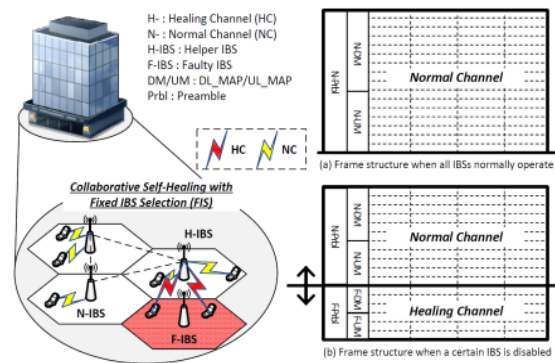 H- : Healing Channel (HC)
N- : Normal Channel (NC)
H-IBS : Helper IBS
F-IBS : Faulty IBS
DM/UM : DL_MAP/UL_MAP
Prbl : Preamble
HC
NC
Collaborative Self-Healing with
Fixed IBS Selection (FIS)
H-IBS
N-IBS
F-IBS
N-Prbl
N-DM
N-UM
Normal Channel
(a) Frame structure when all IBSs normally operate
N-Prbl
N-DM
N-UM
Normal Channel
F-Prbl
F-DM
F-UM
Healing Channel
(b) Frame structure when a certain IBS is disabled